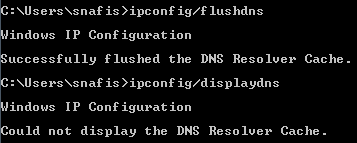 C:\Users\snafis>ipconfig/flushdns
Windows IP Configuration
Successfully flushed the DNS Resolver Cache.
C:\Users\snafis>ipconfig/displaydns
Windows IP Configuration
Could not display the DNS Resolver Cache.